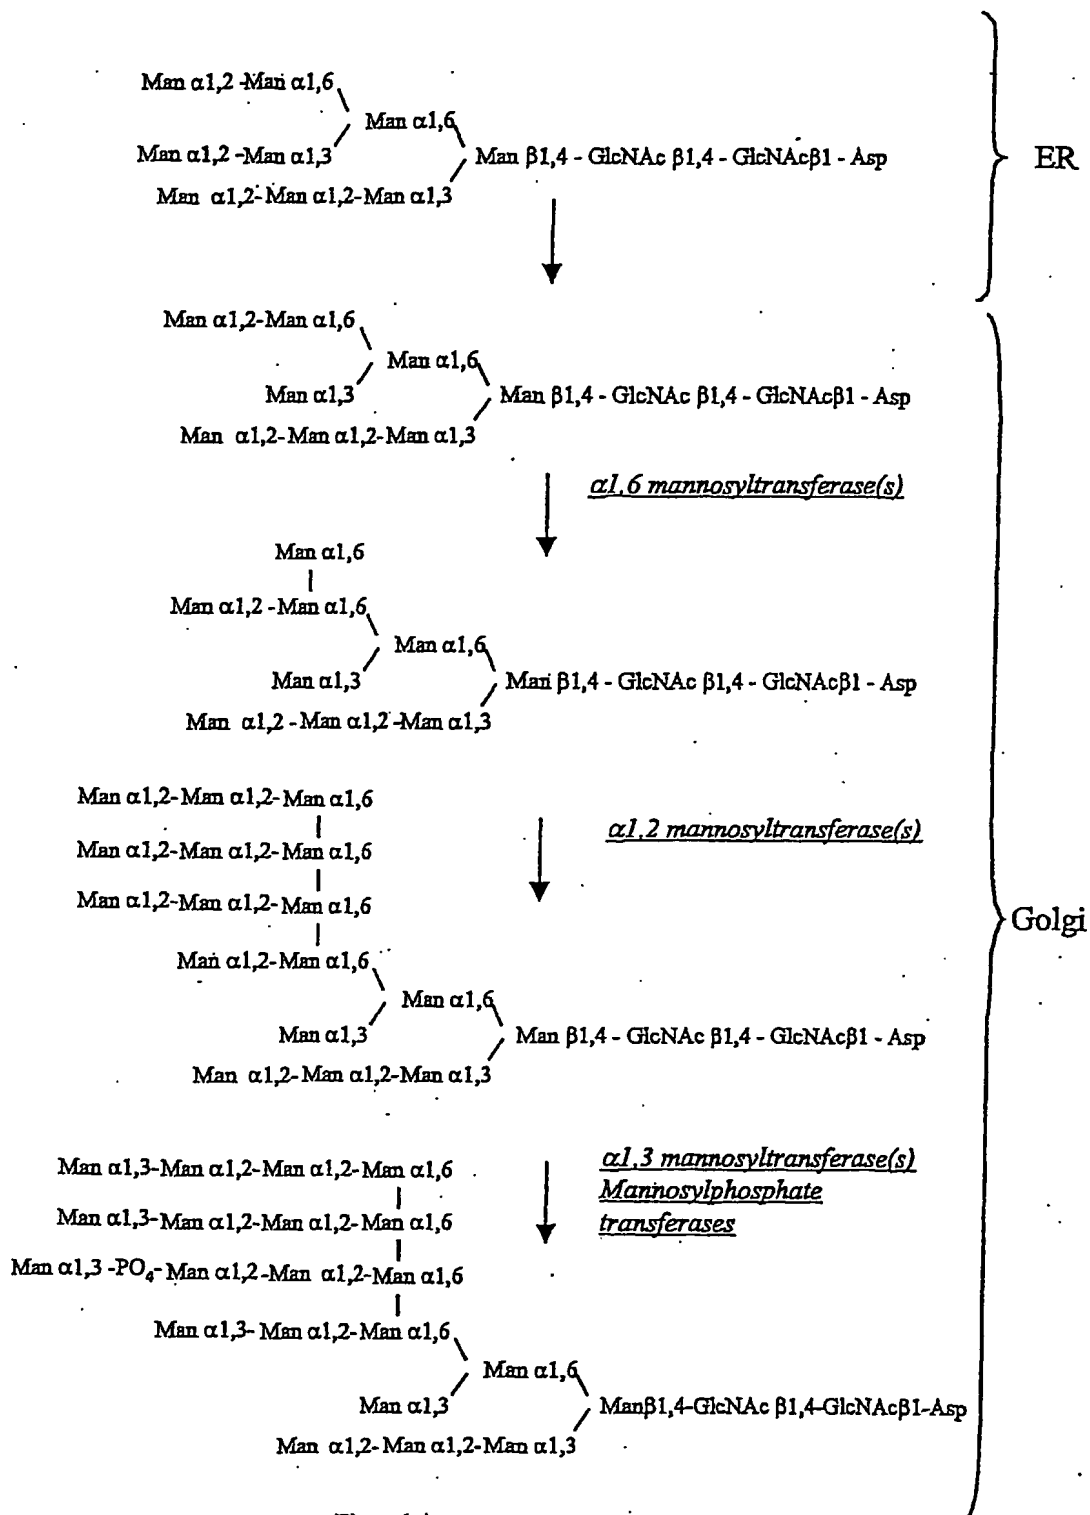 Man α1,2 -Man α1,6
Man α1,6
Man α1,2 -Man α1,3
Man β1,4 - GlcNAc β1,4 - GlcNAcβ1 - Asp
Man α1,2- Man α1,2-Man α1,3
ER
Man α1,2-Man α1,6
Man α1,6
Man α1,3
Man β1,4 - GlcNAc β1,4 - GlcNAcβ1 - Asp
Man α1,2-Man α1,2- Man α1,3
α1,6 mannosyltransferase(s)
Man α1,6
Man α1,2 -Man α1,6
Man α1,6
Man α1,3
Man β1,4 - GlcNAc β1,4 - GlcNAcβ1 - Asp
Man α1,2 - Man α1,2 -Man α1,3
Man α1,2- Man α1,2- Man α1,6
α1,2 mannosyltransferase(s)
Man α1,2- Man α1,2- Man α1,6
Man α1,2- Man α1,2- Man α1,6
Golgi
Man α1,2- Man α1,6
Man α1,6
Man α1,3
Man β1,4 - GlcNAc β1,4 - GlcNAcβ1 - Asp
Man α1,2- Man α1,2- Man α1,3
α1,3 mannosyltransferase(s)
Mannosylphosphate
transferases
Man α1,3-Man α1,2- Man α1,2- Man α1,6
Man α1,3- Man α1,2- Man α1,2- Man α1,6
Man α1,3 -PO4- Man α1,2 -Man α1,2- Man α1,6
Man α1,3- Man α1,2- Man α1,6
Man α1,6
Man α1,3
Manβ1,4-GlcNAc β1,4-GlcNAcβ1-Asp
Man α1,2- Man α1,2- Man α1,3